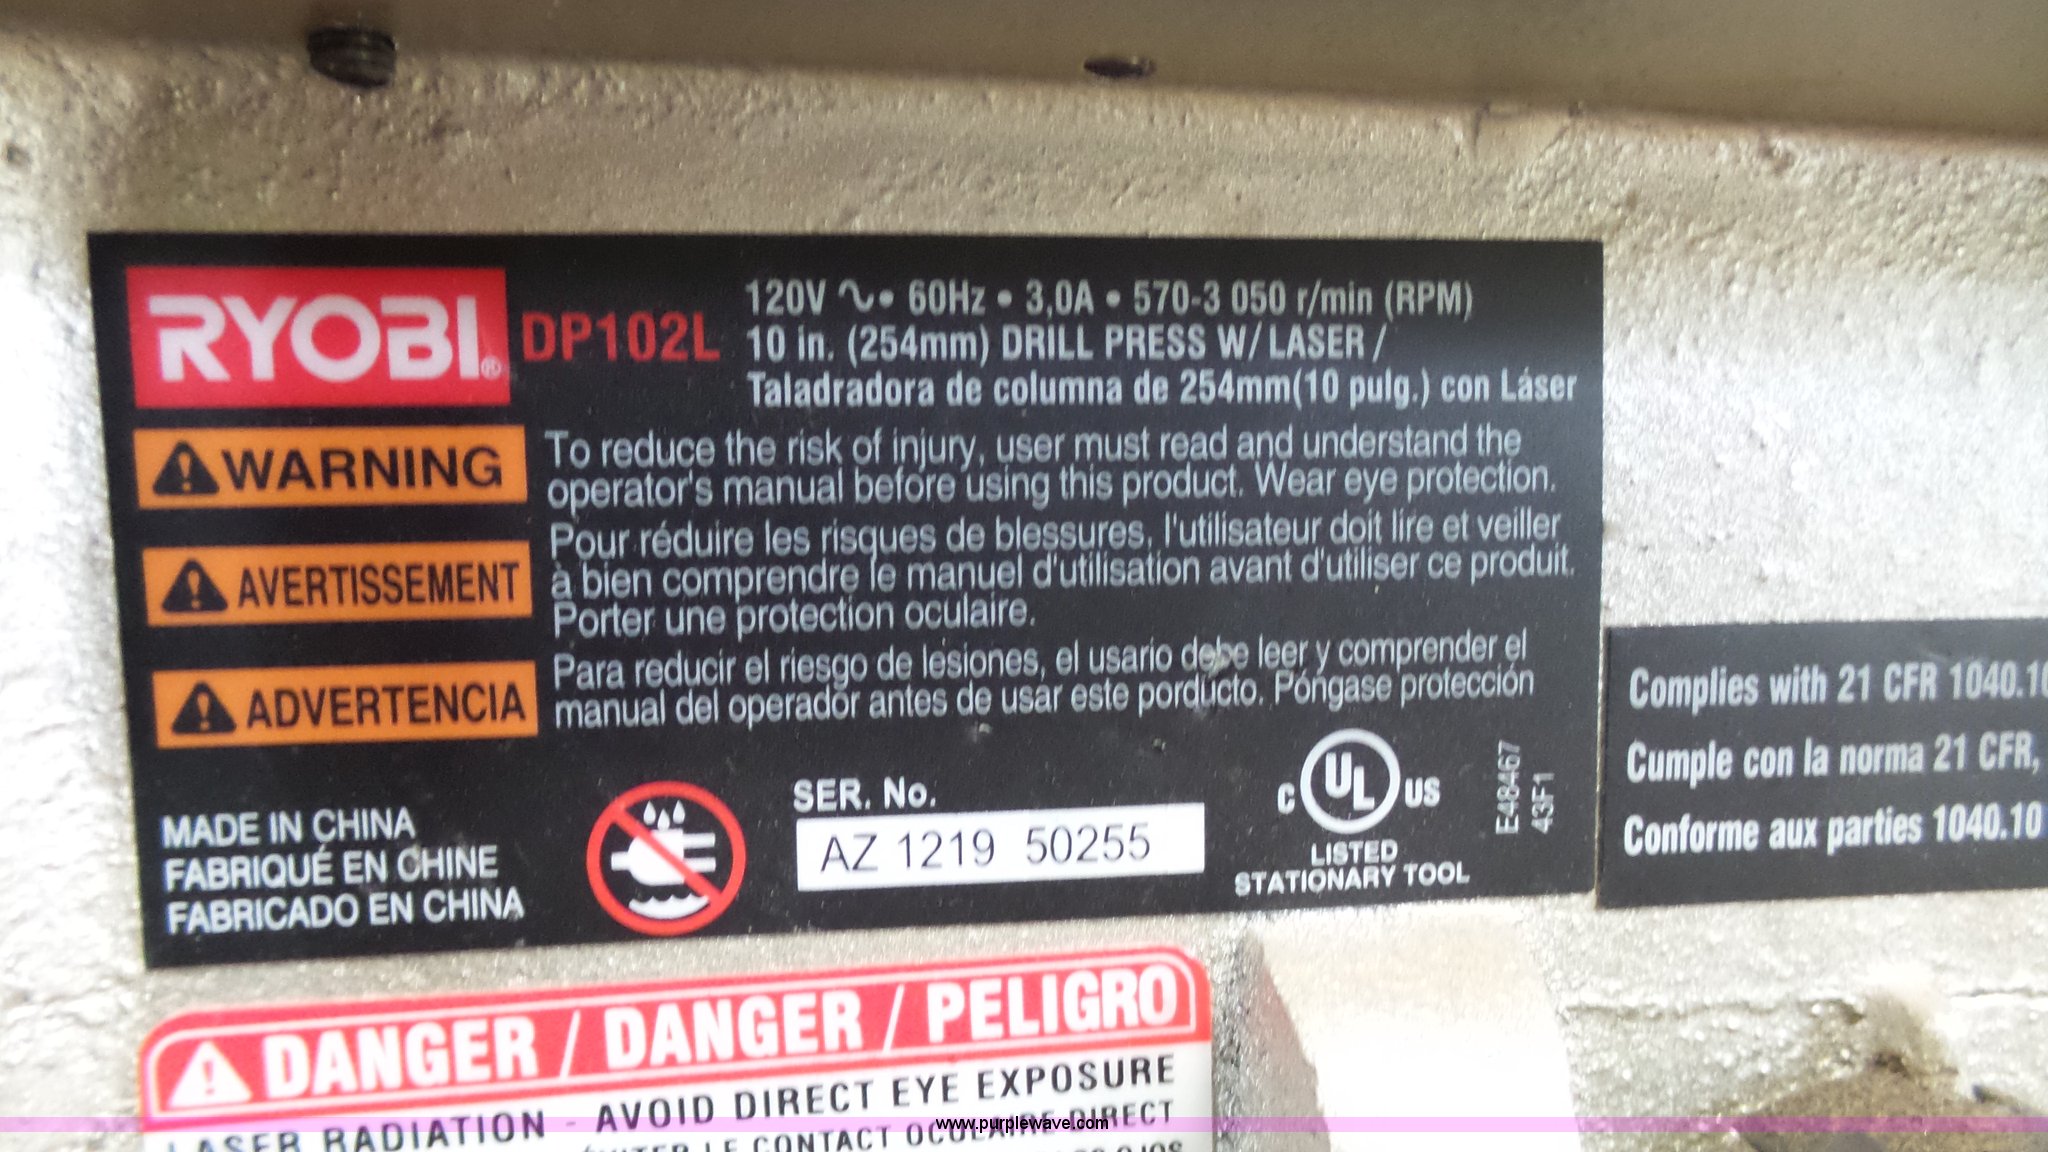 RYOBI®
DP102L
120V ∿ • 60Hz • 3,0A • 570-3 050 r/min (RPM)
10 in. (254mm) DRILL PRESS W/ LASER /
Taladradora de columna de 254mm(10 pulg.) con Láser
WARNING
To reduce the risk of injury, user must read and understand the
operator's manual before using this product. Wear eye protection.
AVERTISSEMENT
Pour réduire les risques de blessures, l'utilisateur doit lire et veiller
à bien comprendre le manuel d'utilisation avant d'utiliser ce produit.
Porter une protection oculaire.
ADVERTENCIA
Para reducir el riesgo de lesiones, el usario debe leer y comprender el
manual del operador antes de usar este porducto. Póngase protección
MADE IN CHINA
FABRIQUÉ EN CHINE
FABRICADO EN CHINA
SER. No.
AZ 1219 50255
C UL US
LISTED
STATIONARY TOOL
E48467
43F1
Complies with 21 CFR 1040.10
Cumple con la norma 21 CFR,
Conforme aux parties 1040.10
DANGER / DANGER / PELIGRO
LASER RADIATION - AVOID DIRECT EYE EXPOSURE
ÉVITER LE CONTACT OCULAIRE DIRECT
OJOS
www.purplewave.com